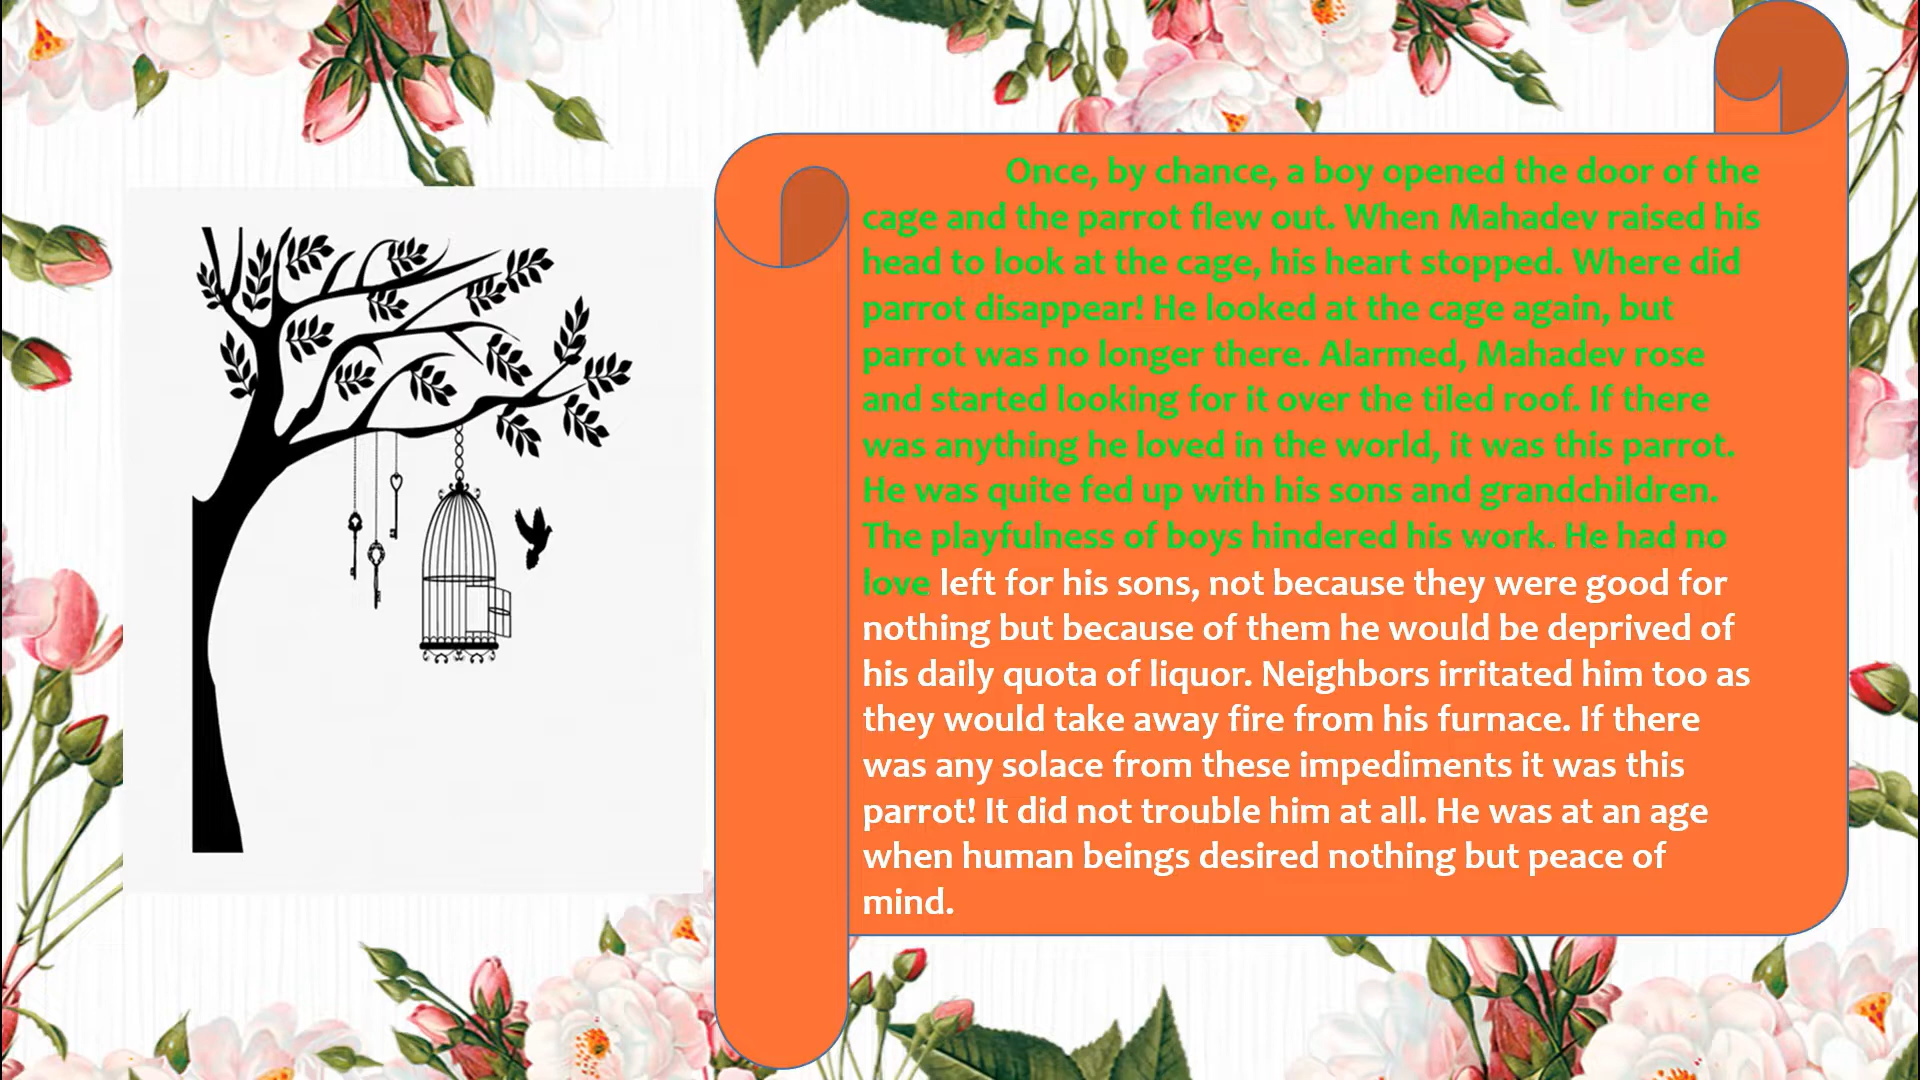 Once, by chance, a boy opened the door of the
cage and the parrot flew out. When Mahadev raised his
head to look at the cage, his heart stopped. Where did
parrot disappear! He looked at the cage again, but
parrot was no longer there. Alarmed, Mahadev rose
and started looking for it over the tiled roof. If there
was anything he loved in the world, it was this parrot.
He was quite fed up with his sons and grandchildren.
The playfulness of boys hindered his work. He had no
love left for his sons, not because they were good for
nothing but because of them he would be deprived of
his daily quota of liquor. Neighbors irritated him too as
they would take away fire from his furnace. If there
was any solace from these impediments it was this
parrot! It did not trouble him at all. He was at an age
when human beings desired nothing but peace of
mind.